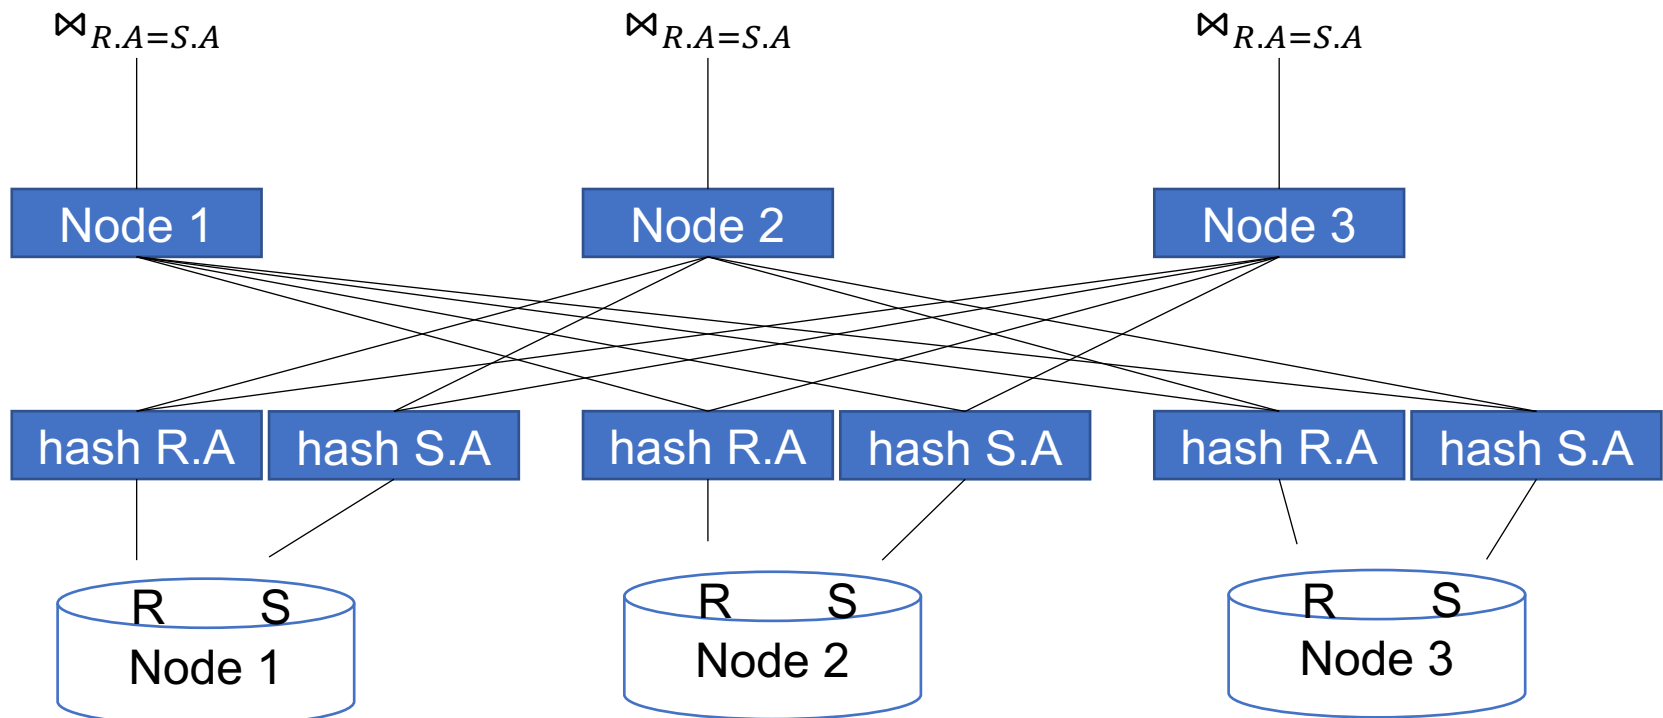 ⋈R.A=S.A ⋈R.A=S.A ⋈R.A=S.A
Node 1 Node 2 Node 3
hash R.A hash S.A hash R.A hash S.A hash R.A hash S.A
R S R S R S
Node 1 Node 2 Node 3